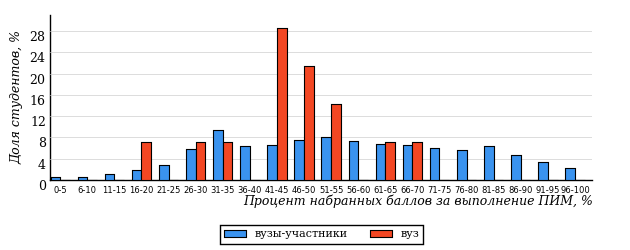 Доля студентов, %
28
24
20
16
12
8
4
0
0-5 6-10 11-15 16-20 21-25 26-30 31-35 36-40 41-45 46-50 51-55 56-60 61-65 66-70 71-75 76-80 81-85 86-90 91-95 96-100
Процент набранных баллов за выполнение ПИМ, %
вузы-участники вуз